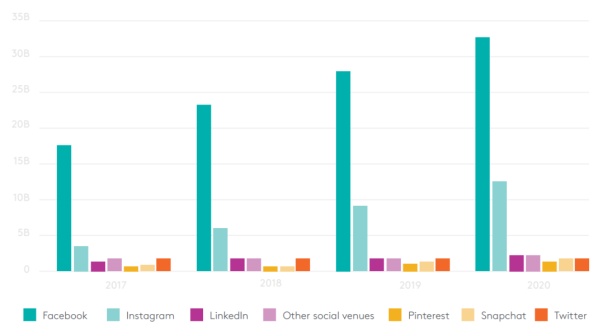 35B
30B
25B
20B
15B
10B
5B
0
2017 2018 2019 2020
Facebook Instagram LinkedIn Other social venues Pinterest Snapchat Twitter